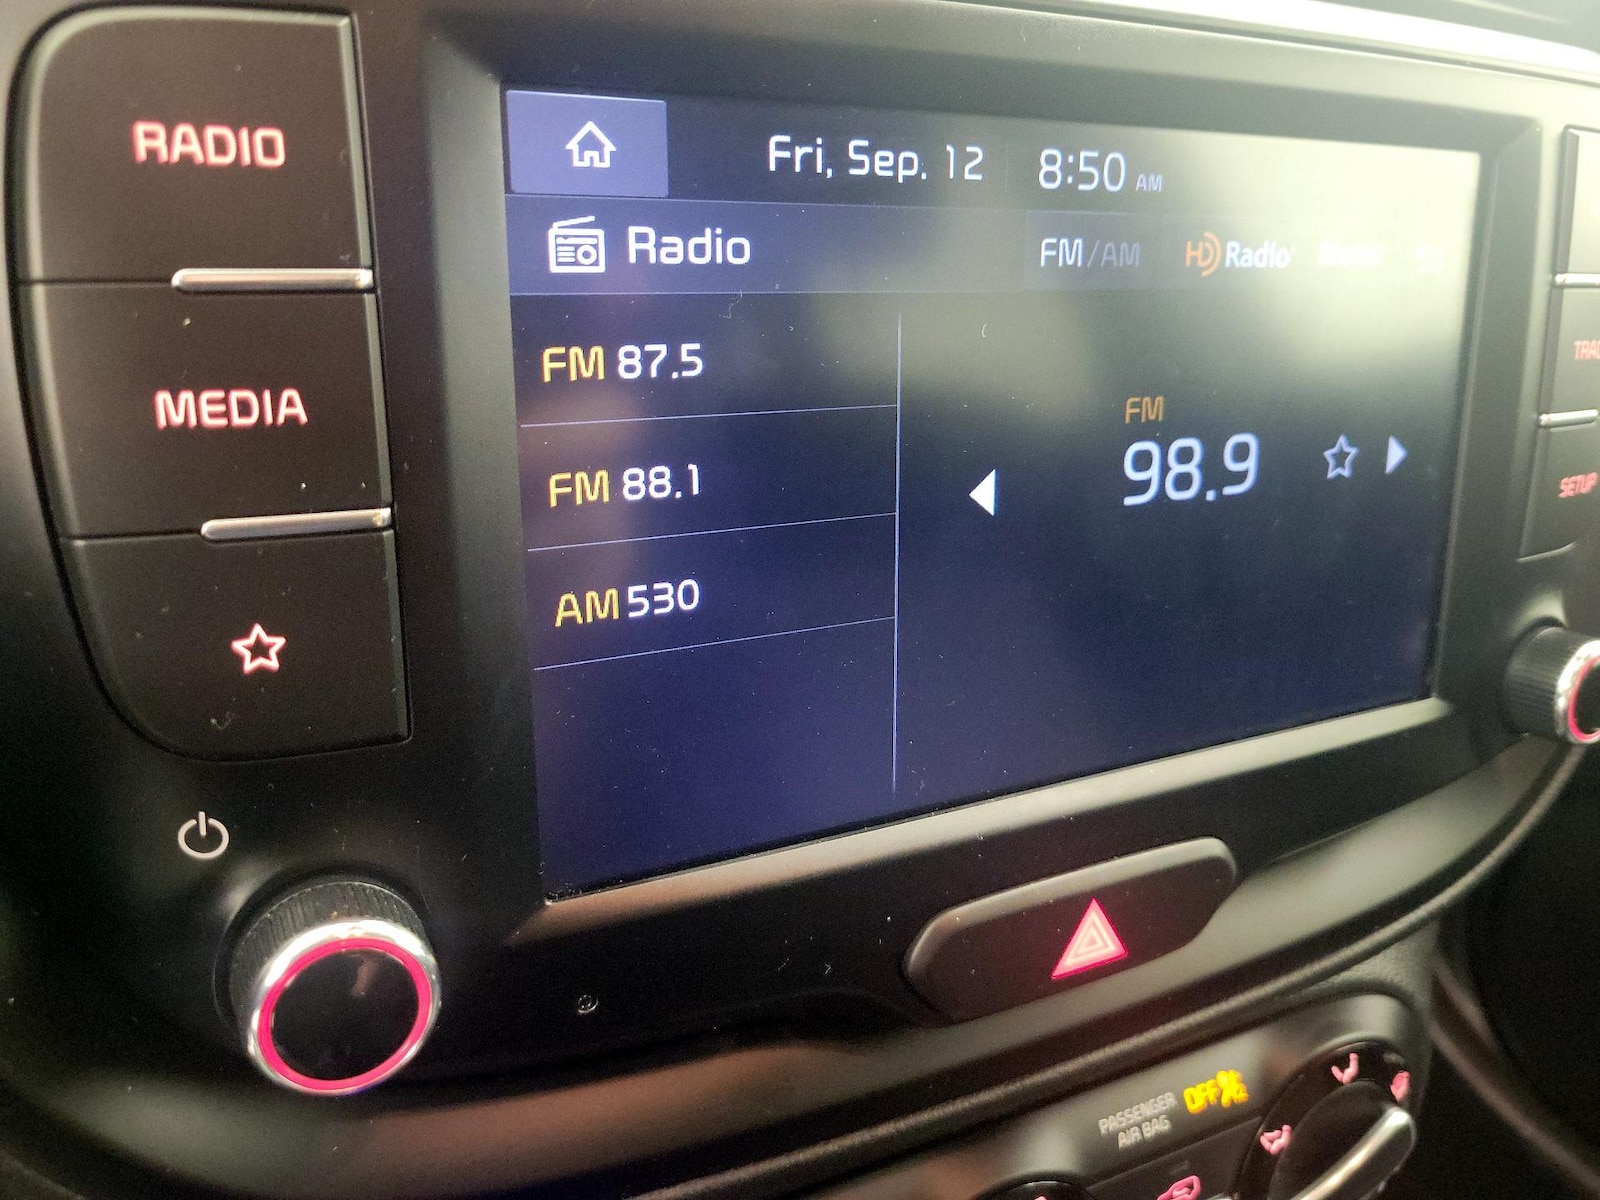 RADIO
MEDIA
Fri, Sep. 12 8:50 AM
Radio FM/AM HD Radio Menu
FM 87.5
FM 88.1
AM 530
FM
98.9
SETUP
PASSENGER
AIR BAG
OFF